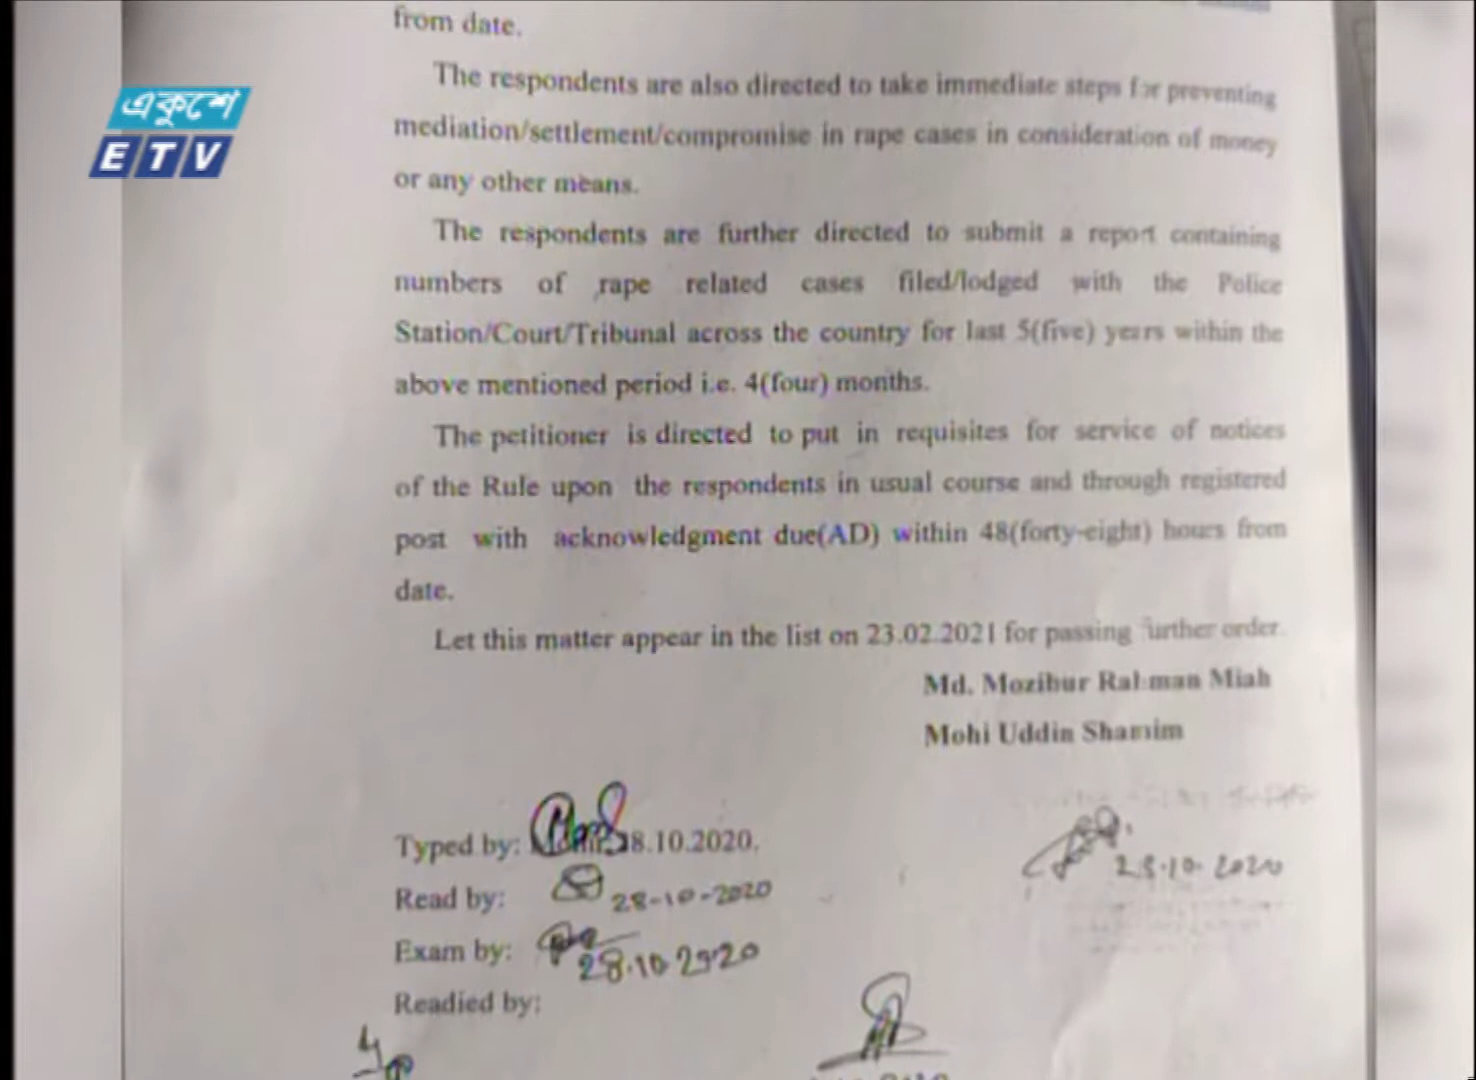 from date.
একুশে
ETV
The respondents are also directed to take immediate steps for preventing
mediation/settlement/compromise in rape cases in consideration of money
or any other means.
The respondents are further directed to submit a report containing
numbers of rape related cases filed/lodged with the Police
Station/Court/Tribunal across the country for last 5(five) years within the
above mentioned period i.e. 4(four) months.
The petitioner is directed to put in requisites for service of notices
of the Rule upon the respondents in usual course and through registered
post with acknowledgment due(AD) within 48(forty-eight) hours from
date.
Let this matter appear in the list on 23.02.2021 for passing further order.
Md. Mozibur Rahman Miah
Mohi Uddin Shamim
Typed by: 28.10.2020.
28.10.2020
Read by: 28-10-2020
Exam by: 28.10.2020
Readied by: